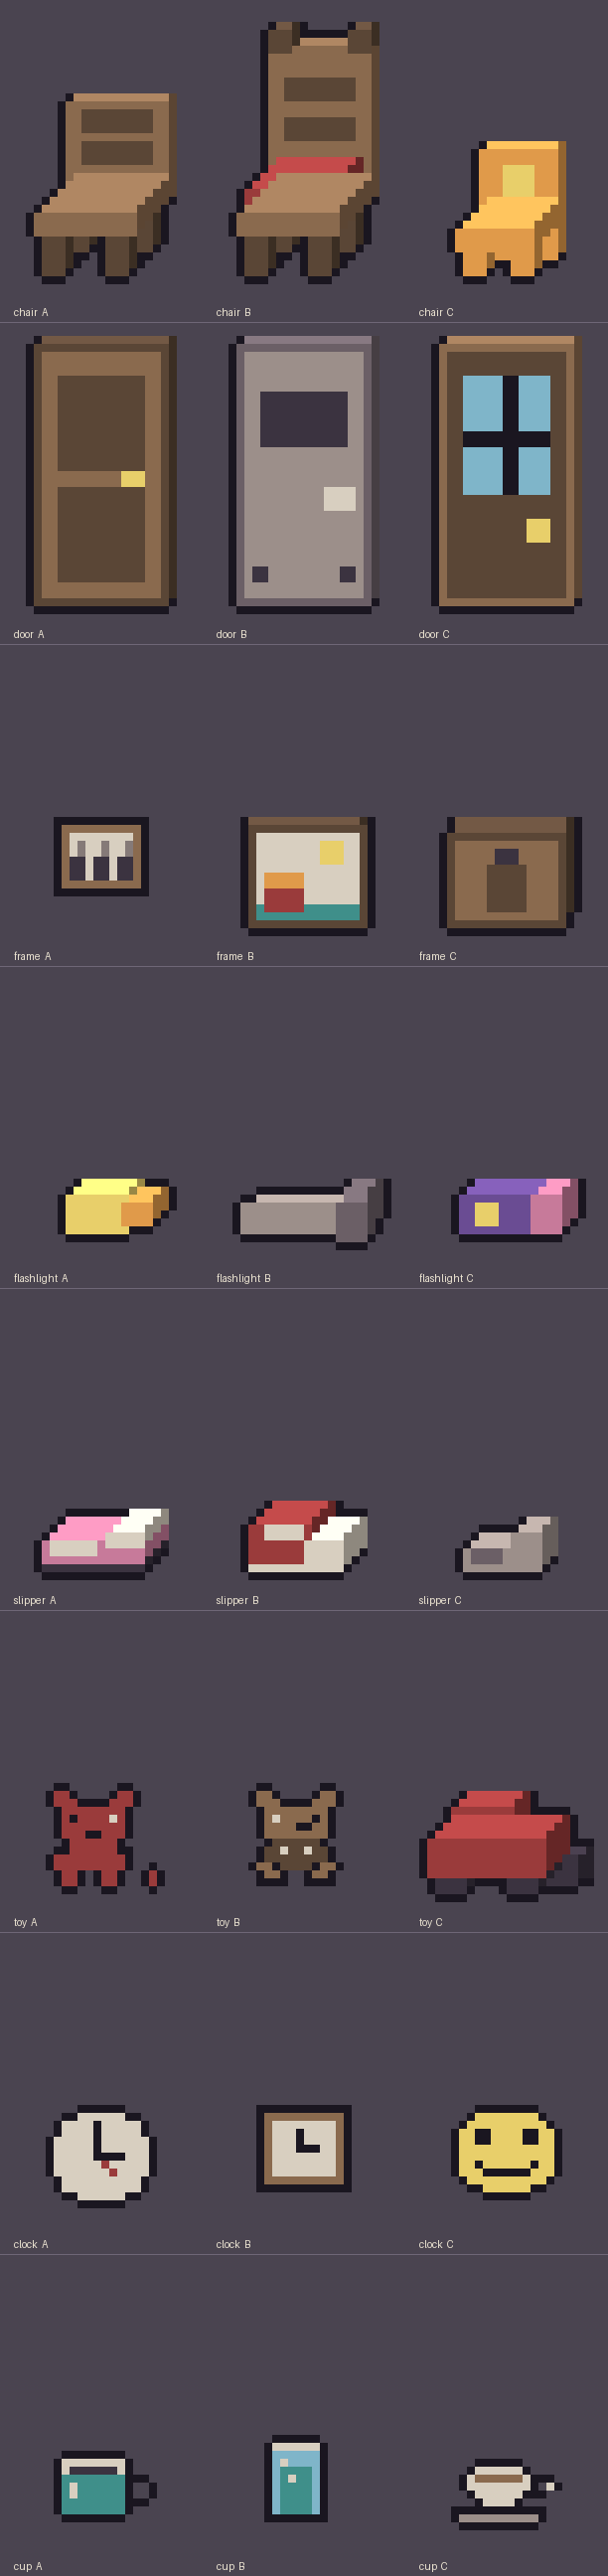 chair A
chair B
chair C
door A
door B
door C
frame A
frame B
frame C
flashlight A
flashlight B
flashlight C
slipper A
slipper B
slipper C
toy A
toy B
toy C
clock A
clock B
clock C
cup A
cup B
cup C